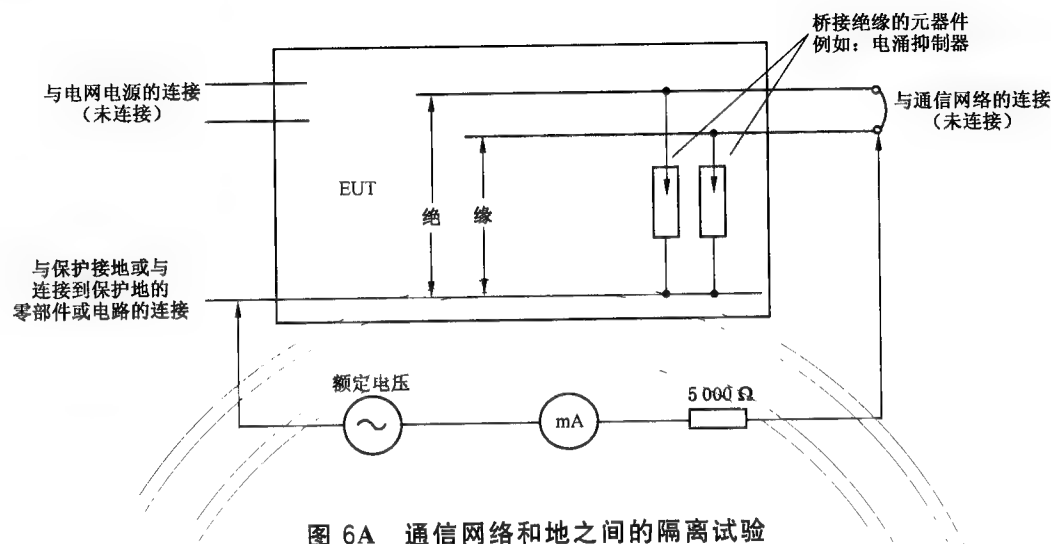 桥接绝缘的元器件
例如：电涌抑制器
与电网电源的连接
（未连接）
与通信网络的连接
（未连接）
EUT
绝 缘
与保护接地或与
连接到保护地的
零部件或电路的连接
额定电压
mA
5 000 Ω
图 6A 通信网络和地之间的隔离试验